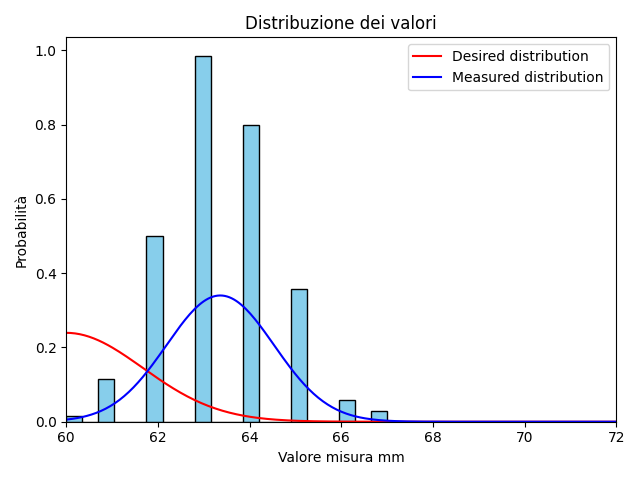 Distribuzione dei valori
Desired distribution
Measured distribution
Probabilità
1.0
0.8
0.6
0.4
0.2
0.0
60 62 64 66 68 70 72
Valore misura mm